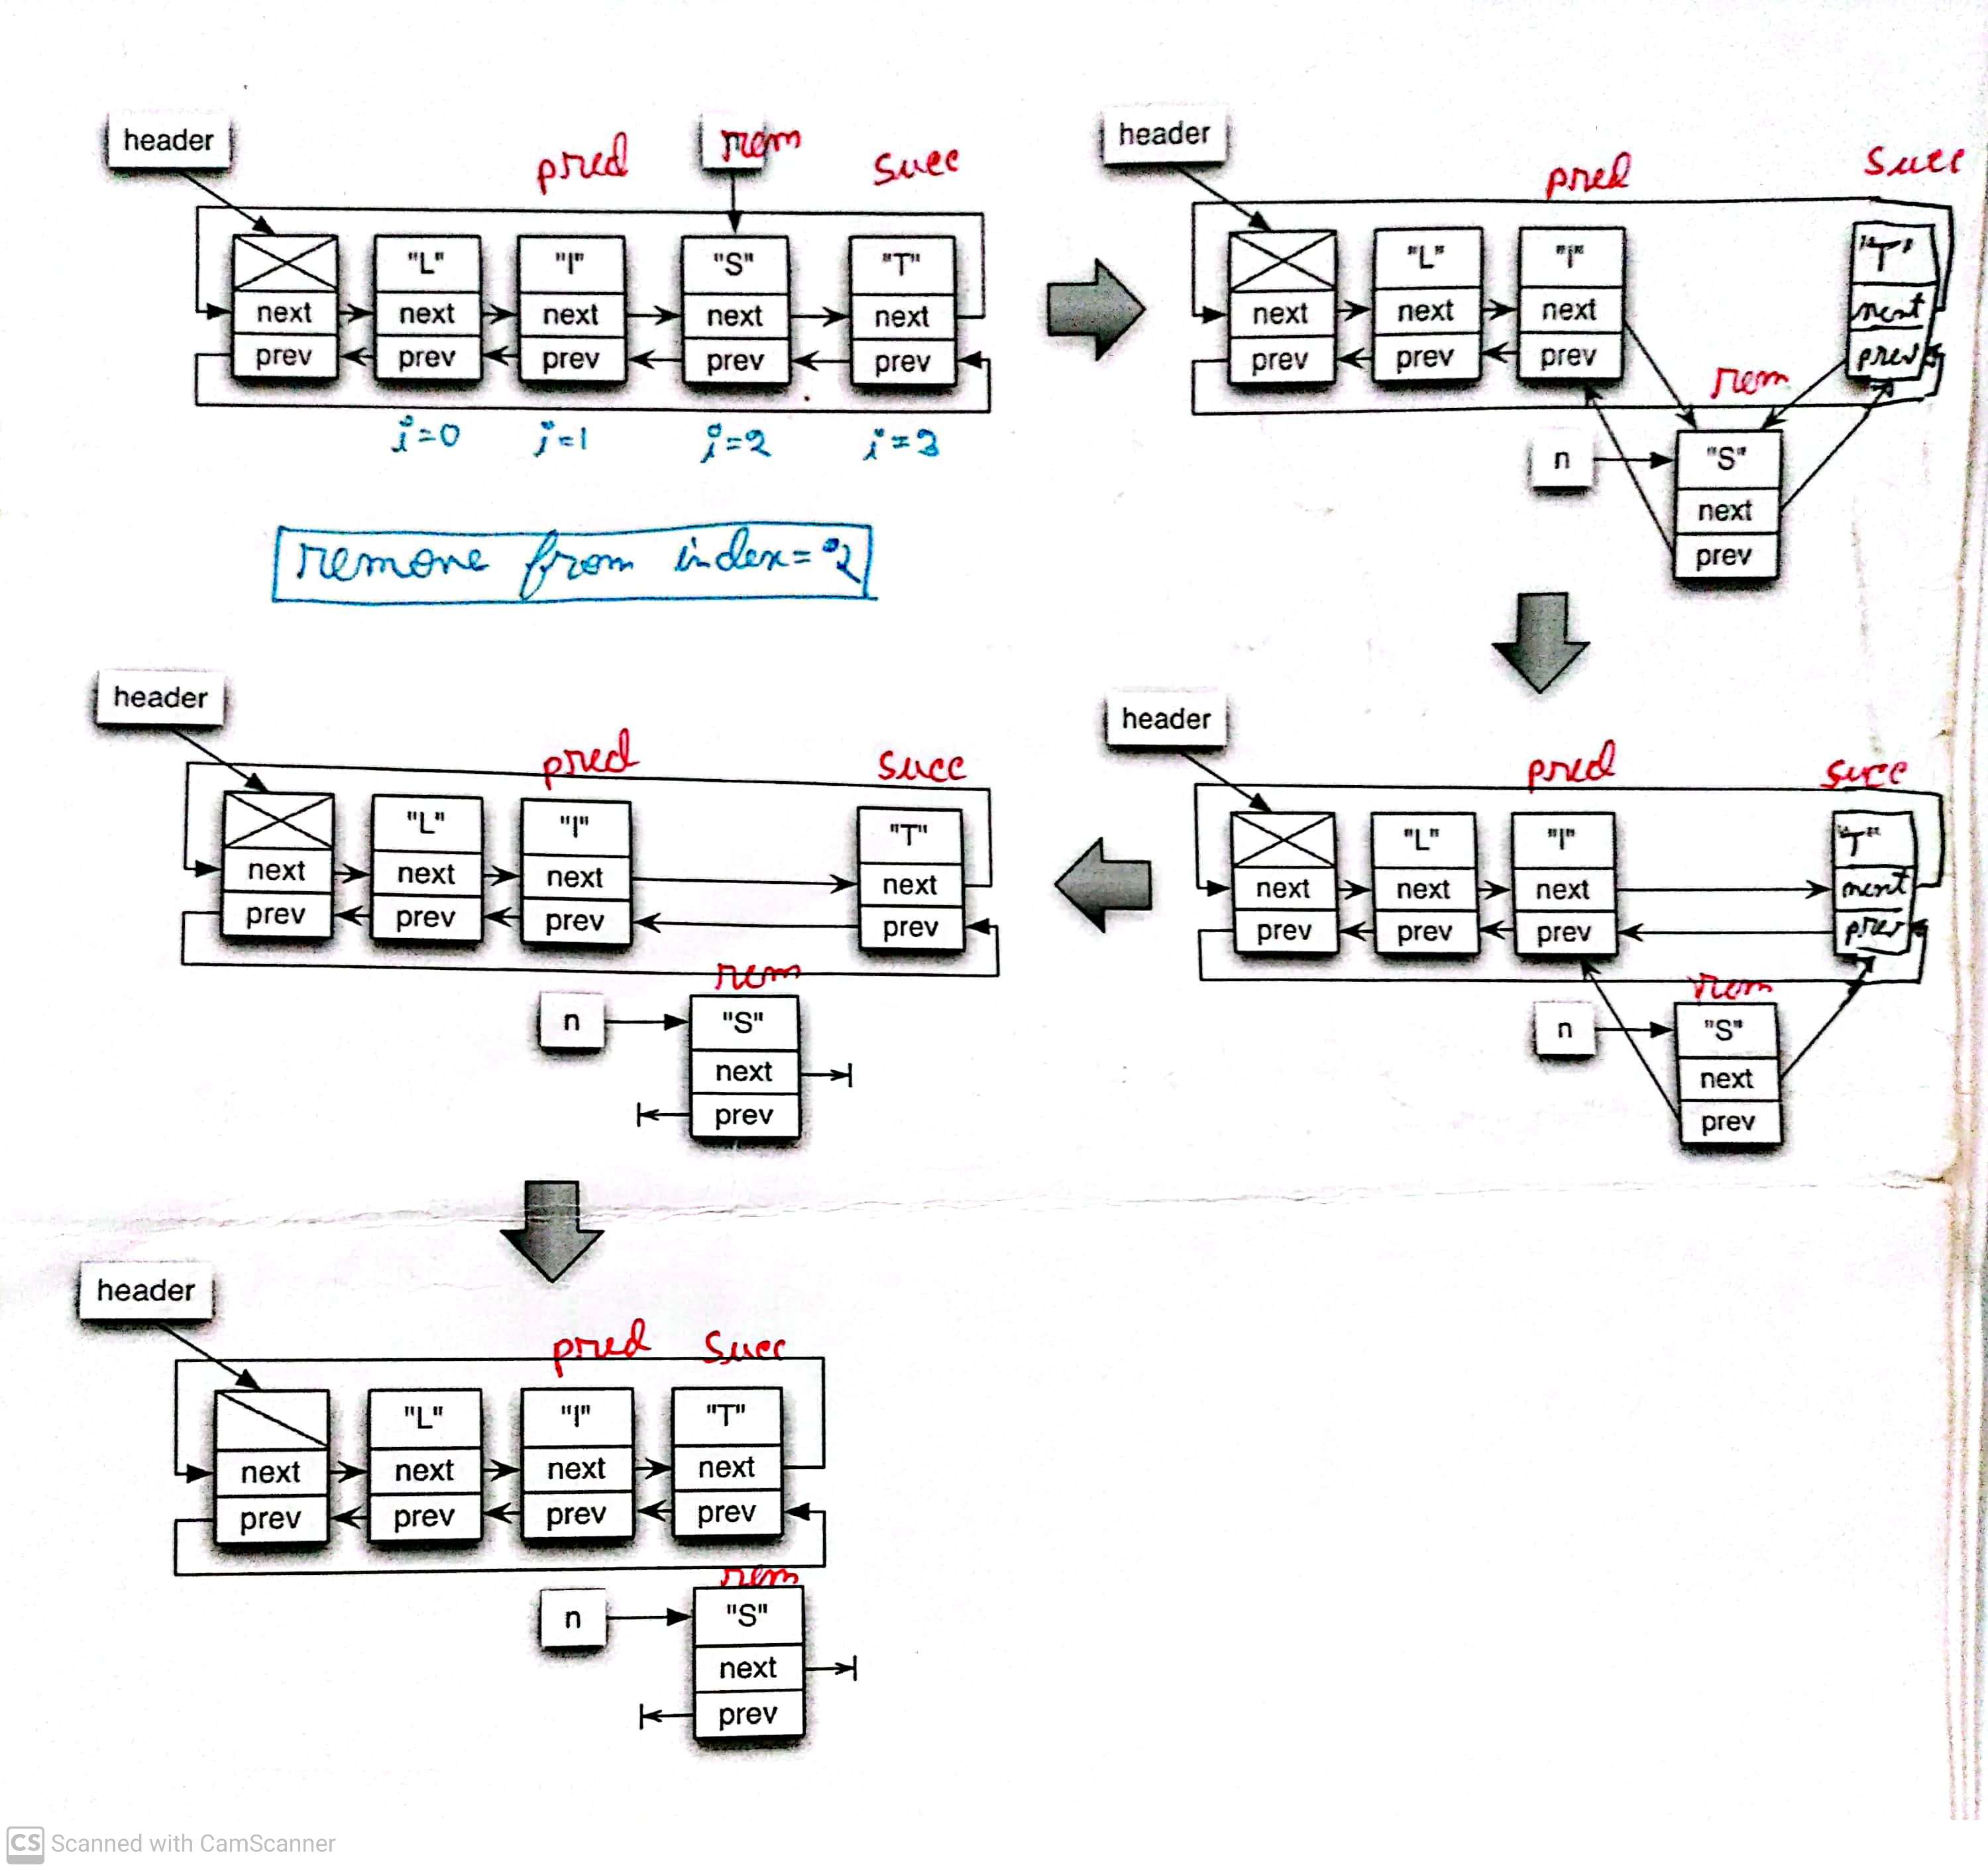 header
pred rem succ
"L" "I" "S" "T"
next next next next next
prev prev prev prev prev
i=0 i=1 i=2 i=3
remove from index=2
header
pred succ
"L" "I" "T"
next next next next
prev prev prev prev
rem
n "S"
next
prev
header
pred succ
"L" "I" "T"
next next next next
prev prev prev prev
rem
n "S"
next
prev
header
pred succ
"L" "I" "T"
next next next next
prev prev prev prev
rem
n "S"
next
prev
header
pred succ
"L" "I" "T"
next next next next
prev prev prev prev
rem
n "S"
next
prev
CS Scanned with CamScanner